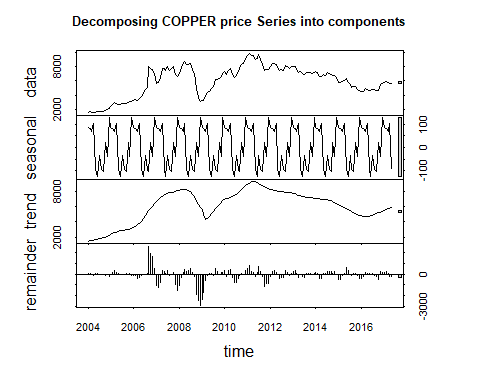 Decomposing COPPER price Series into components
data
2000 8000
seasonal
-100 0 100
trend
2000 8000
remainder
-3000 0
2004 2006 2008 2010 2012 2014 2016
time